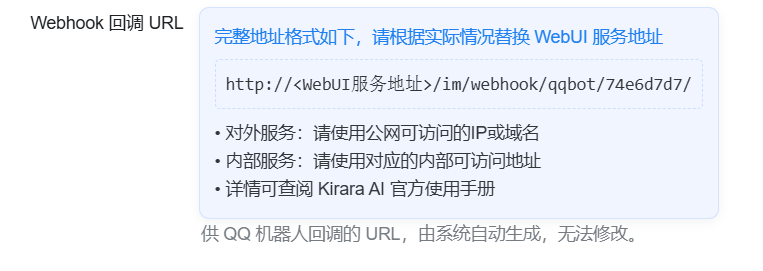 Webhook 回调 URL
完整地址格式如下，请根据实际情况替换 WebUI 服务地址
http://<WebUI服务地址>/im/webhook/qqbot/74e6d7d7/
• 对外服务：请使用公网可访问的IP或域名
• 内部服务：请使用对应的内部可访问地址
• 详情可查阅 Kirara AI 官方使用手册
供 QQ 机器人回调的 URL，由系统自动生成，无法修改。